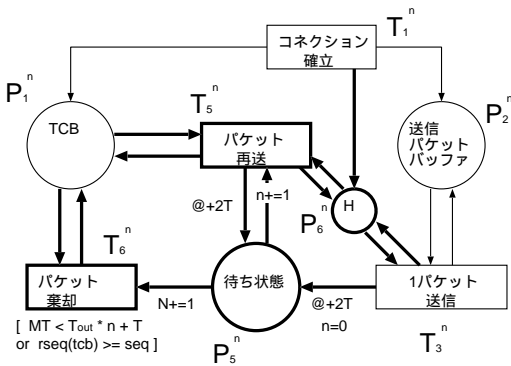 コネクション
確立
T1n
P1n
TCB
T5n
パケット
再送
P2n
送信
パケット
バッファ
H
P6n
@+2T
n+=1
T6n
パケット
棄却
N+=1
待ち状態
@+2T
n=0
1パケット
送信
[ MT < Tout * n + T
or rseq(tcb) >= seq ]
P5n
T3n